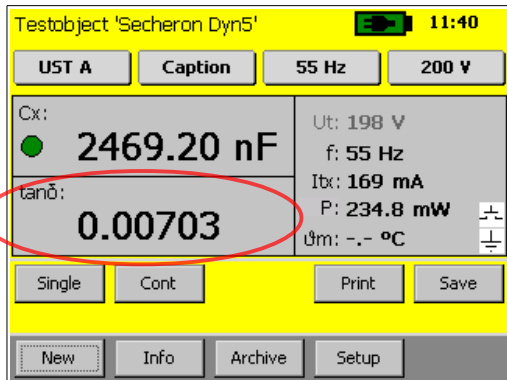 Testobject 'Secheron Dyn5' 11:40
UST A Caption 55 Hz 200 V
Cx:
2469.20 nF
tanδ:
0.00703
Ut: 198 V
f: 55 Hz
Itx: 169 mA
P: 234.8 mW
ϑm: -.- ºC
Single Cont Print Save
New Info Archive Setup